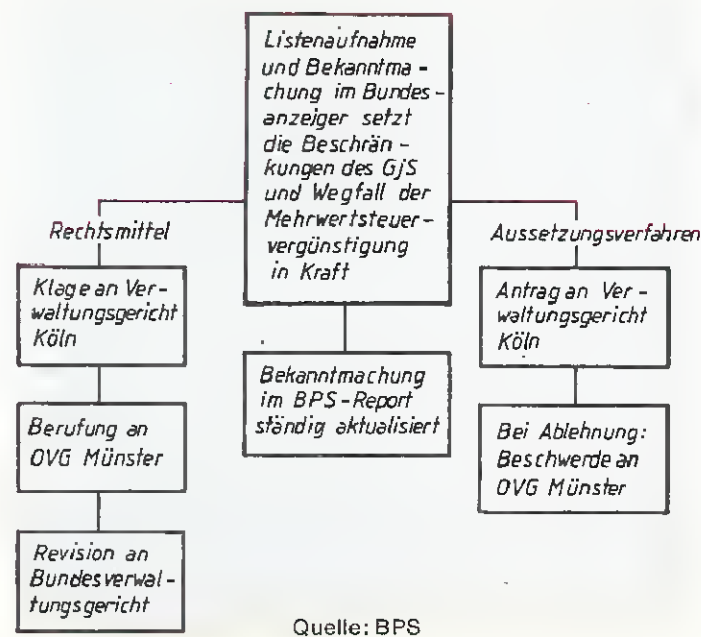 Listenaufnahme
und Bekanntma-
chung im Bundes-
anzeiger setzt
die Beschrän-
kungen des GjS
und Wegfall der
Mehrwertsteuer-
vergünstigung
in Kraft
Rechtsmittel
Klage an Ver-
waltungsgericht
Köln
Berufung an
OVG Münster
Revision an
Bundesverwal-
tungsgericht
Bekanntmachung
im BPS-Report
ständig aktualisiert
Aussetzungsverfahren
Antrag an Ver-
waltungsgericht
Köln
Bei Ablehnung:
Beschwerde an
OVG Münster
Quelle: BPS